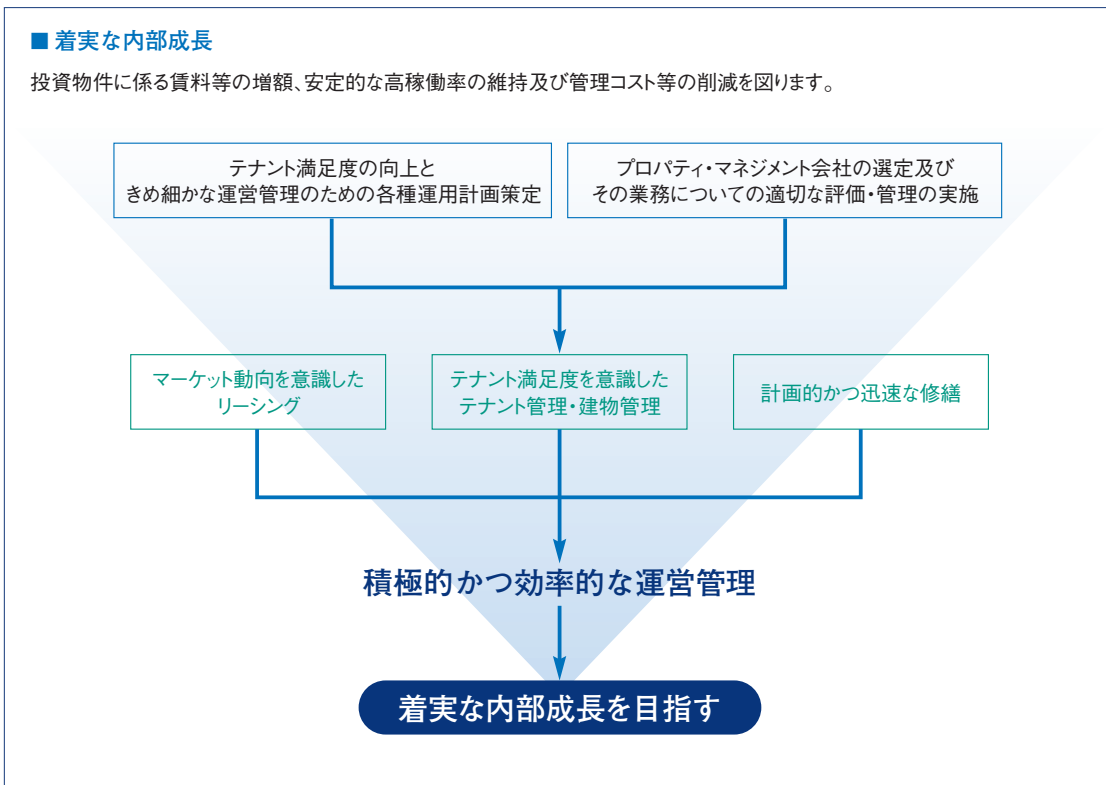 ■ 着実な内部成長
投資物件に係る賃料等の増額、安定的な高稼働率の維持及び管理コスト等の削減を図ります。
テナント満足度の向上と
きめ細かな運営管理のための各種運用計画策定
プロパティ・マネジメント会社の選定及び
その業務についての適切な評価・管理の実施
マーケット動向を意識した
リーシング
テナント満足度を意識した
テナント管理・建物管理
計画的かつ迅速な修繕
積極的かつ効率的な運営管理
着実な内部成長を目指す